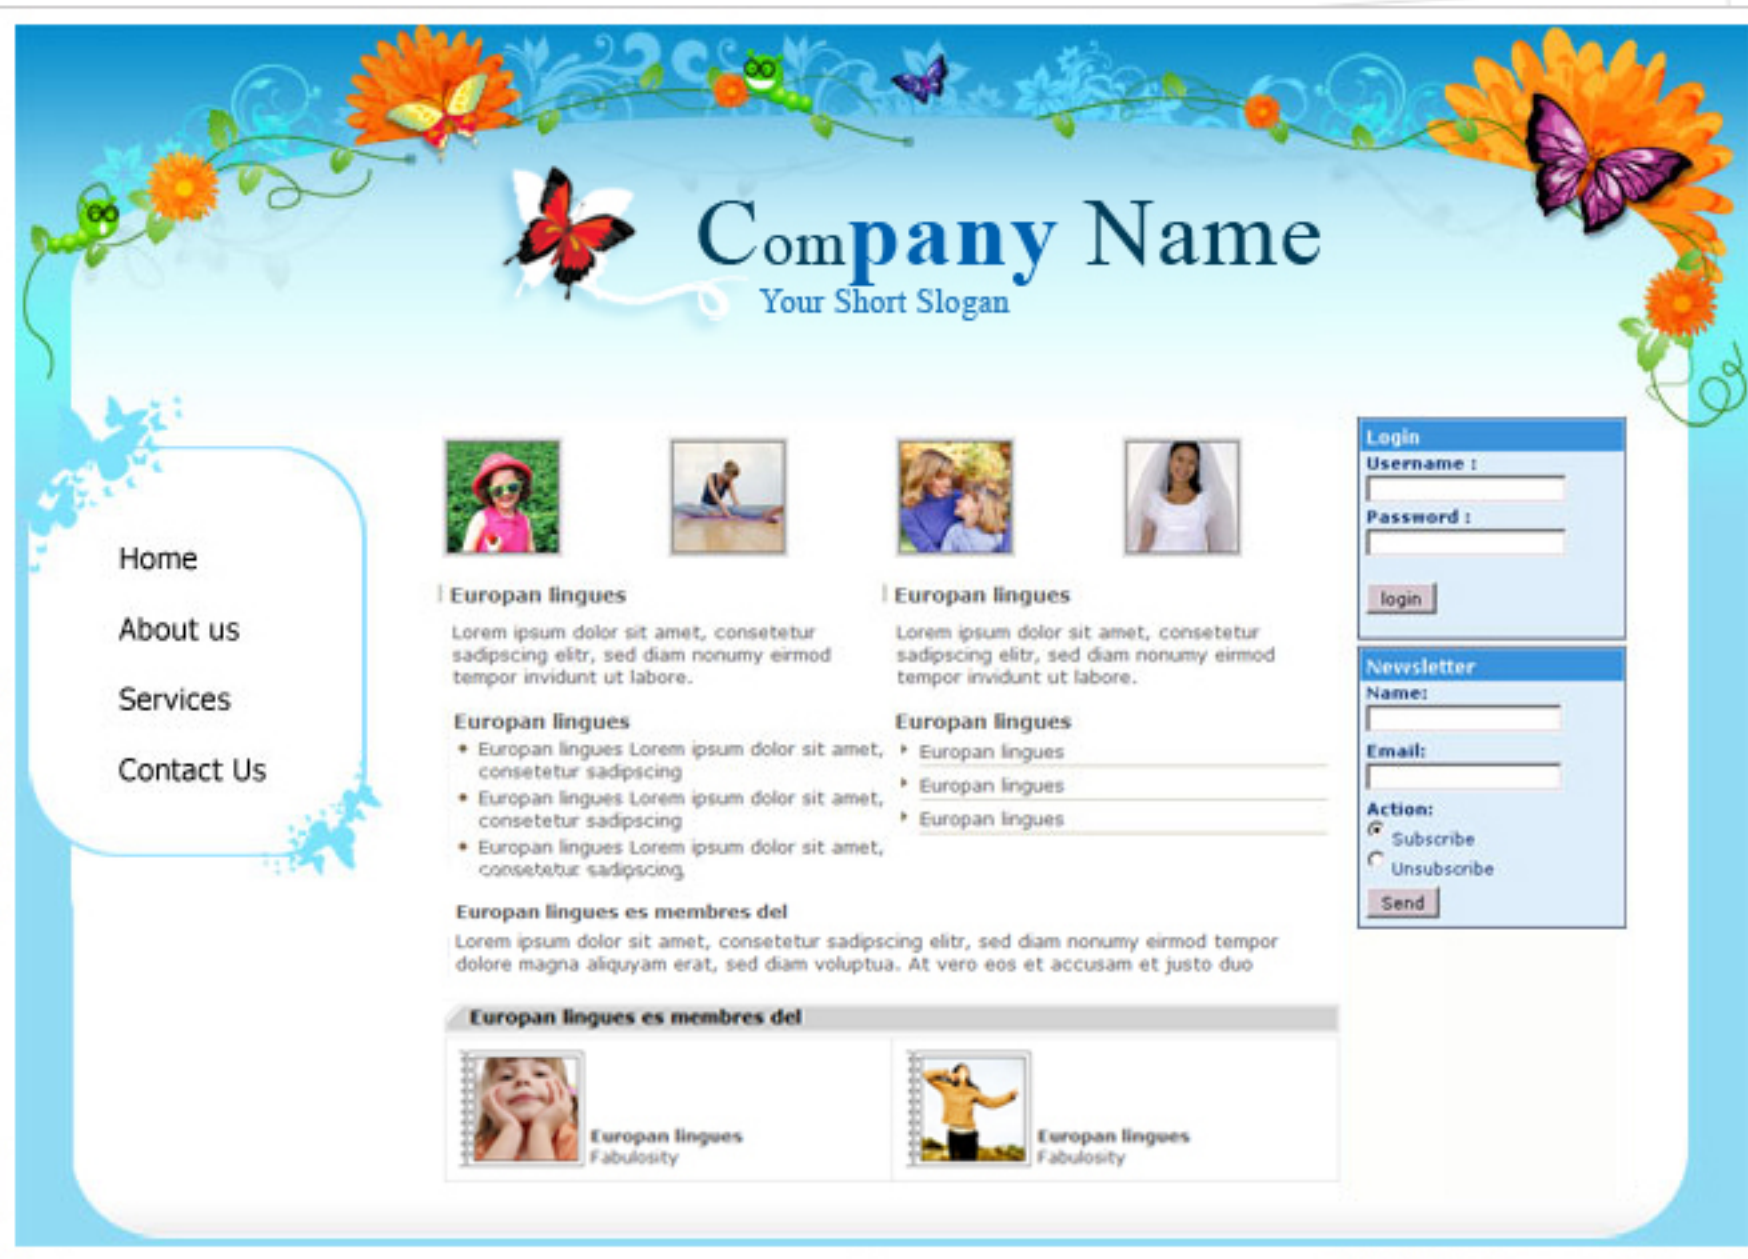 Company Name
Your Short Slogan
Home
About us
Services
Contact Us
Europan lingues
Lorem ipsum dolor sit amet, consetetur
sadipscing elitr, sed diam nonumy eirmod
tempor invidunt ut labore.
Europan lingues
Lorem ipsum dolor sit amet, consetetur
sadipscing elitr, sed diam nonumy eirmod
tempor invidunt ut labore.
Europan lingues
• Europan lingues Lorem ipsum dolor sit amet,
consetetur sadipscing
• Europan lingues Lorem ipsum dolor sit amet,
consetetur sadipscing
• Europan lingues Lorem ipsum dolor sit amet,
consetetur sadipscing
Europan lingues
Europan lingues
Europan lingues
Europan lingues
Europan lingues es membres del
Lorem ipsum dolor sit amet, consetetur sadipscing elitr, sed diam nonumy eirmod tempor
dolore magna aliquyam erat, sed diam voluptua. At vero eos et accusam et justo duo
Europan lingues es membres del
Europan lingues
Fabulosity
Europan lingues
Fabulosity
Login
Username :
Password :
login
Newsletter
Name:
Email:
Action:
Subscribe
Unsubscribe
Send